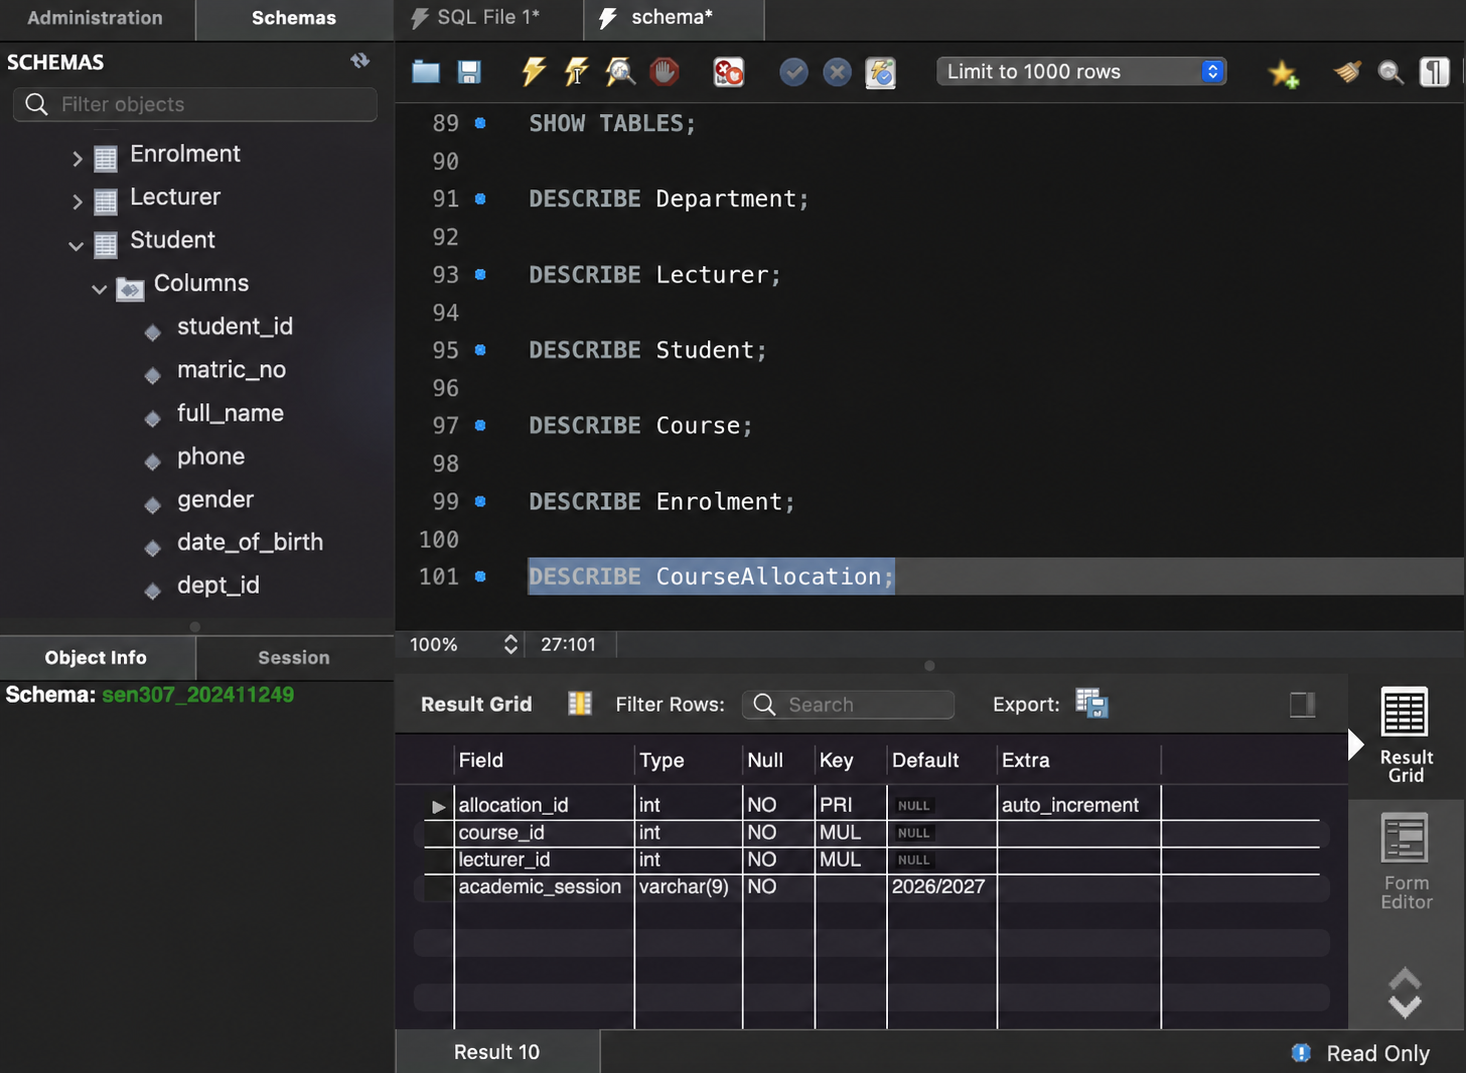 Administration Schemas SQL File 1* schema*
SCHEMAS
Filter objects
Limit to 1000 rows
Enrolment
Lecturer
Student
Columns
student_id
matric_no
full_name
phone
gender
date_of_birth
dept_id
89 SHOW TABLES;
90
91 DESCRIBE Department;
92
93 DESCRIBE Lecturer;
94
95 DESCRIBE Student;
96
97 DESCRIBE Course;
98
99 DESCRIBE Enrolment;
100
101 DESCRIBE CourseAllocation;
100% 27:101
Object Info Session
Schema: sen307_202411249
Result Grid Filter Rows: Search Export:
Field Type Null Key Default Extra
allocation_id int NO PRI NULL auto_increment
course_id int NO MUL NULL
lecturer_id int NO MUL NULL
academic_session varchar(9) NO 2026/2027
Result
Grid
Form
Editor
Result 10 Read Only